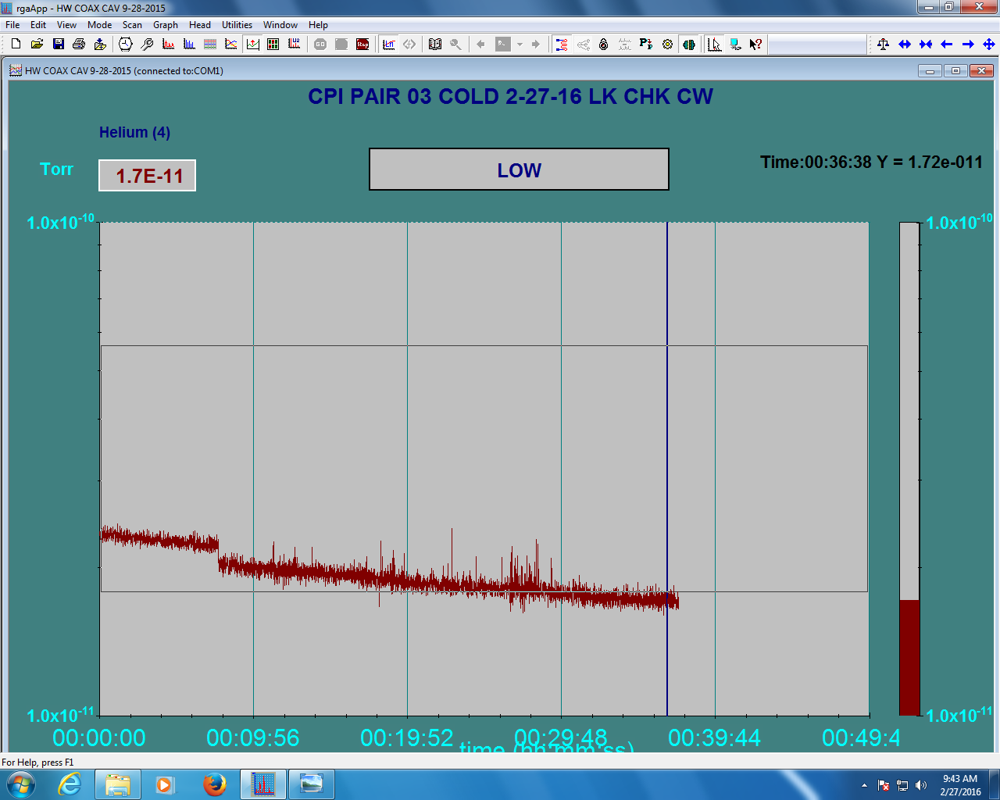 rgaApp - HW COAX CAV 9-28-2015
File Edit View Mode Scan Graph Head Utilities Window Help
HW COAX CAV 9-28-2015 (connected to:COM1)
CPI PAIR 03 COLD 2-27-16 LK CHK CW
Helium (4)
Torr
1.7E-11
LOW
Time:00:36:38 Y = 1.72e-011
1.0x10-10
1.0x10-10
1.0x10-11
1.0x10-11
00:00:00 00:09:56 00:19:52 00:29:48 00:39:44 00:49:4
time (hh:mm:ss)
For Help, press F1
9:43 AM
2/27/2016